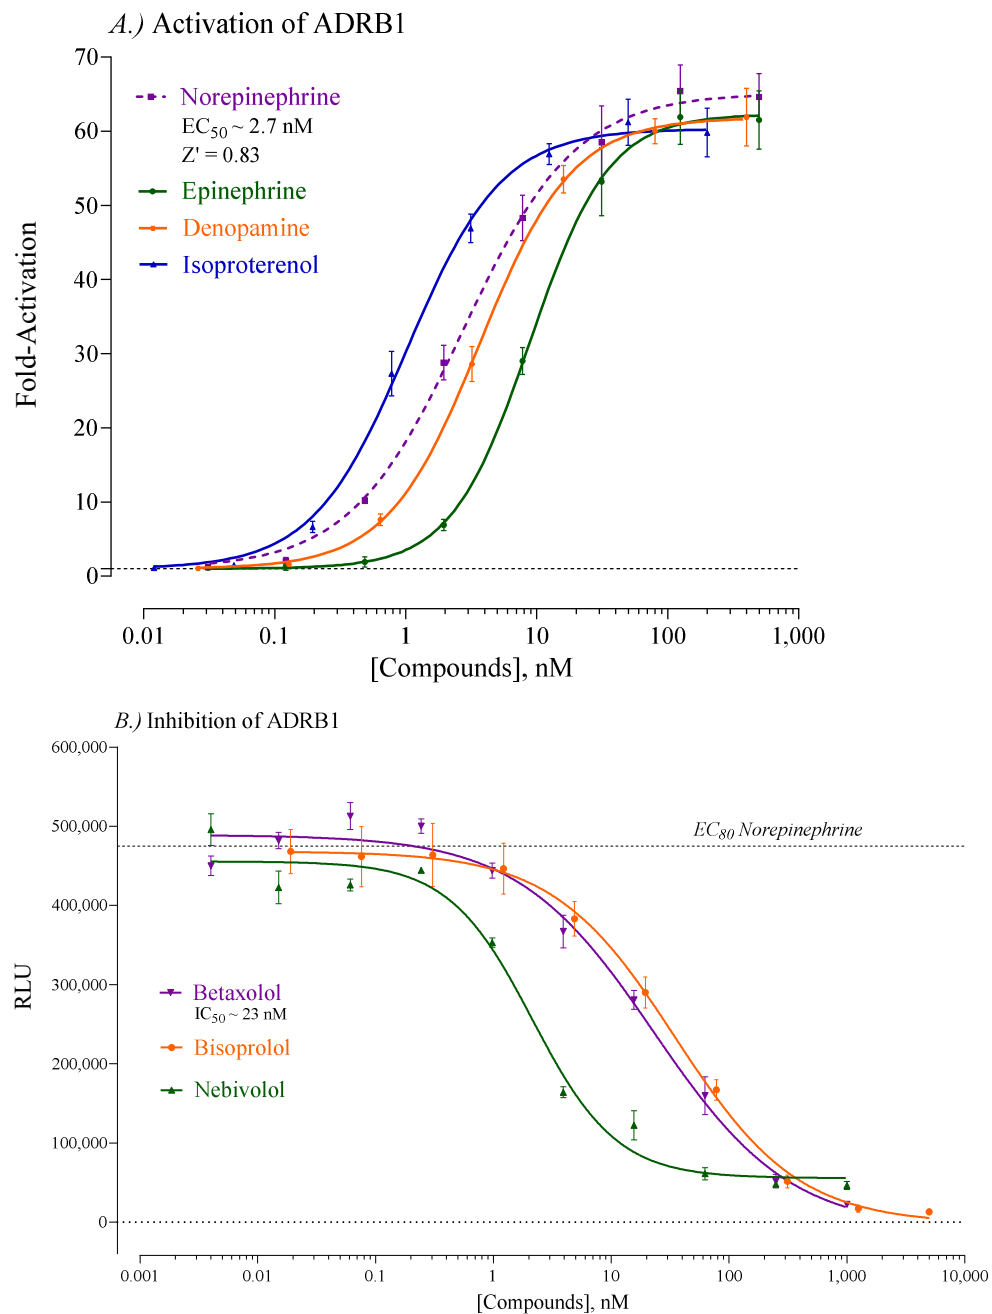 A.) Activation of ADRB1
70
60
50
40
30
20
10
0
Fold-Activation
Norepinephrine
EC50 ~ 2.7 nM
Z' = 0.83
Epinephrine
Denopamine
Isoproterenol
0.01 0.1 1 10 100 1,000
[Compounds], nM
B.) Inhibition of ADRB1
600,000
500,000
400,000
300,000
200,000
100,000
0
RLU
EC80 Norepinephrine
Betaxolol
IC50 ~ 23 nM
Bisoprolol
Nebivolol
0.001 0.01 0.1 1 10 100 1,000 10,000
[Compounds], nM